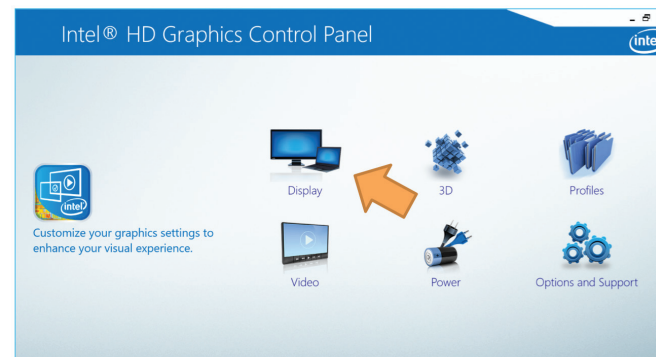 Intel® HD Graphics Control Panel
intel
Customize your graphics settings to
enhance your visual experience.
Display
3D
Profiles
Video
Power
Options and Support